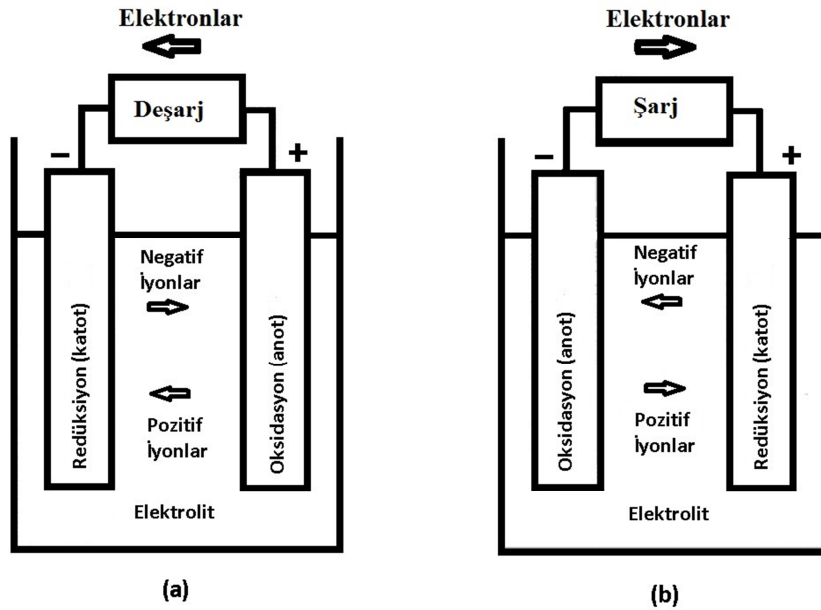 Elektronlar
Deşarj
−
+
Negatif
İyonlar
Redüksiyon (katot)
Oksidasyon (anot)
Pozitif
İyonlar
Elektrolit
(a)
Elektronlar
Şarj
−
+
Negatif
İyonlar
Oksidasyon (anot)
Redüksiyon (katot)
Pozitif
İyonlar
Elektrolit
(b)